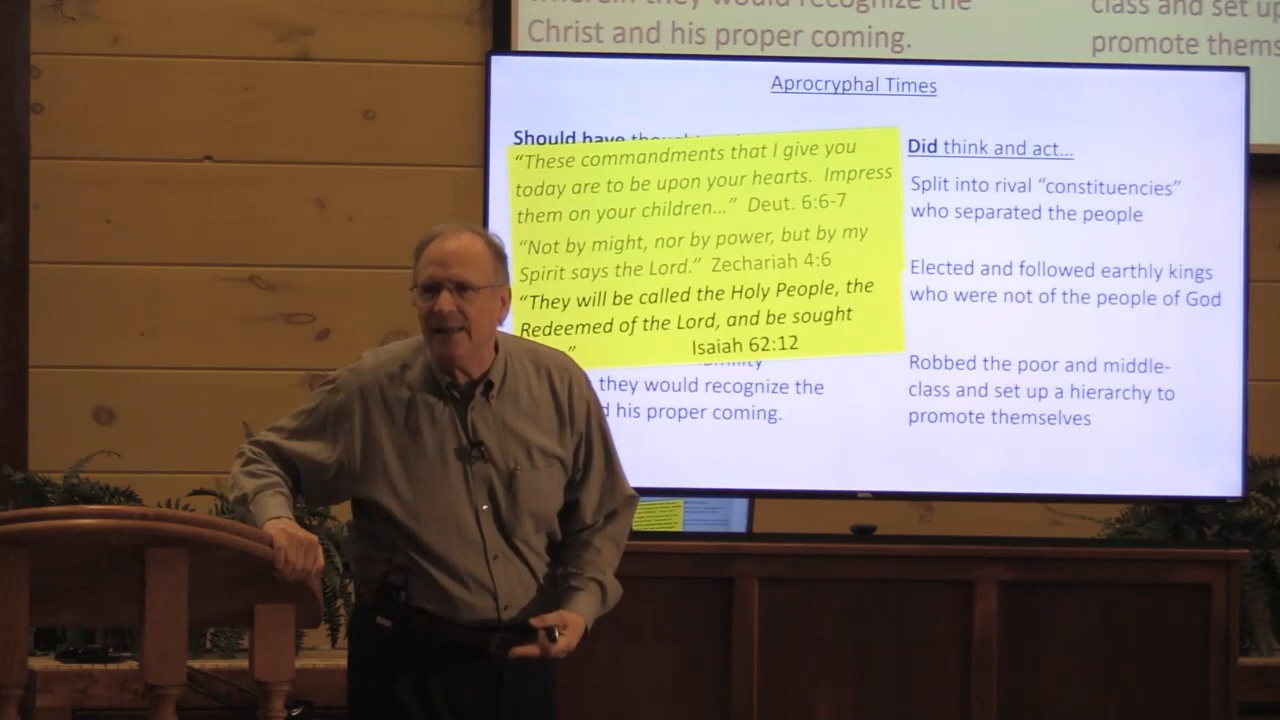 Christ and his proper coming.
class and set up
promote thems
Aprocryphal Times
Should have
“These commandments that I give you
today are to be upon your hearts. Impress
them on your children...” Deut. 6:6-7
“Not by might, nor by power, but by my
Spirit says the Lord.” Zechariah 4:6
“They will be called the Holy People, the
Redeemed of the Lord, and be sought
” Isaiah 62:12
they would recognize the
his proper coming.
Did think and act...
Split into rival “constituencies”
who separated the people
Elected and followed earthly kings
who were not of the people of God
Robbed the poor and middle-
class and set up a hierarchy to
promote themselves